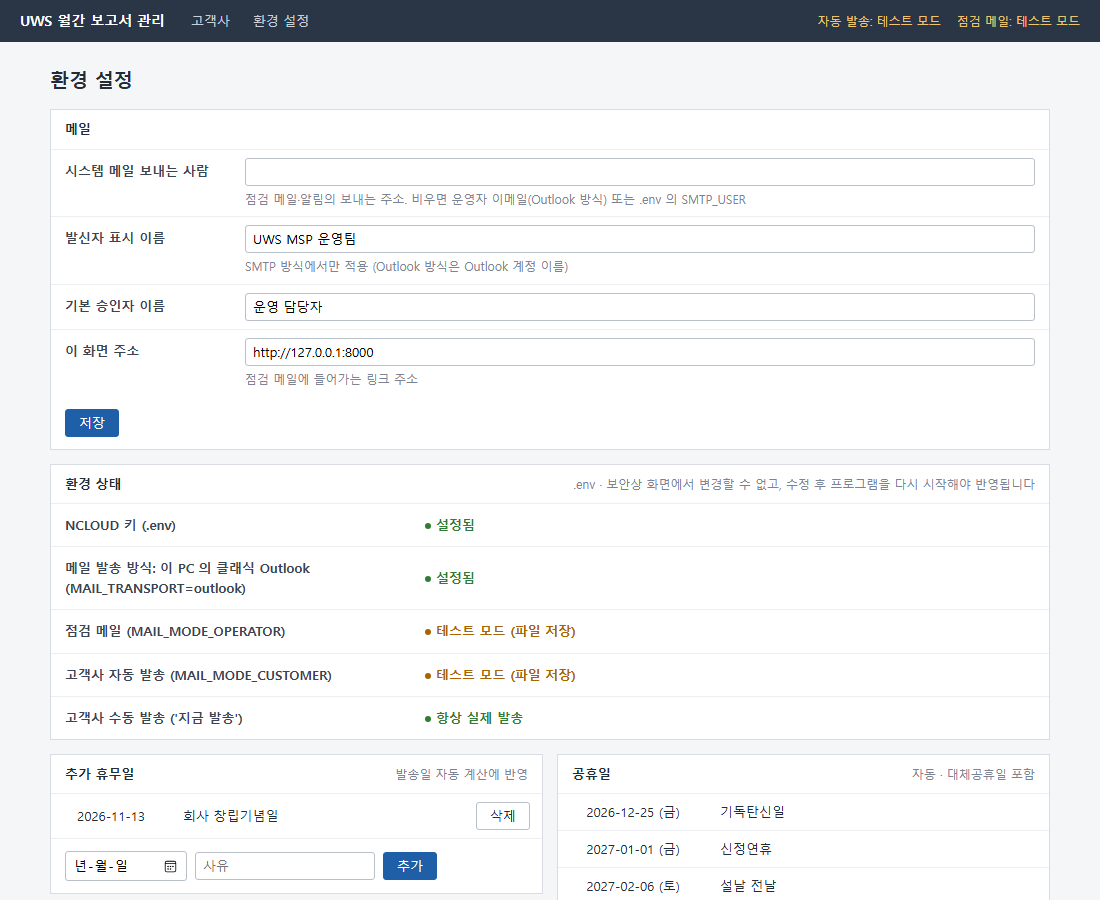 UWS 월간 보고서 관리 고객사 환경 설정 자동 발송: 테스트 모드 점검 메일: 테스트 모드
환경 설정
메일
시스템 메일 보내는 사람
점검 메일·알림의 보내는 주소. 비우면 운영자 이메일(Outlook 방식) 또는 .env 의 SMTP_USER
발신자 표시 이름 UWS MSP 운영팀
SMTP 방식에서만 적용 (Outlook 방식은 Outlook 계정 이름)
기본 승인자 이름 운영 담당자
이 화면 주소 http://127.0.0.1:8000
점검 메일에 들어가는 링크 주소
저장
환경 상태 .env · 보안상 화면에서 변경할 수 없고, 수정 후 프로그램을 다시 시작해야 반영됩니다
NCLOUD 키 (.env) ● 설정됨
메일 발송 방식: 이 PC 의 클래식 Outlook
(MAIL_TRANSPORT=outlook) ● 설정됨
점검 메일 (MAIL_MODE_OPERATOR) ● 테스트 모드 (파일 저장)
고객사 자동 발송 (MAIL_MODE_CUSTOMER) ● 테스트 모드 (파일 저장)
고객사 수동 발송 ('지금 발송') ● 항상 실제 발송
추가 휴무일 발송일 자동 계산에 반영
2026-11-13 회사 창립기념일 삭제
년-월-일 사유 추가
공휴일 자동 · 대체공휴일 포함
2026-12-25 (금) 기독탄신일
2027-01-01 (금) 신정연휴
2027-02-06 (토) 설날 전날